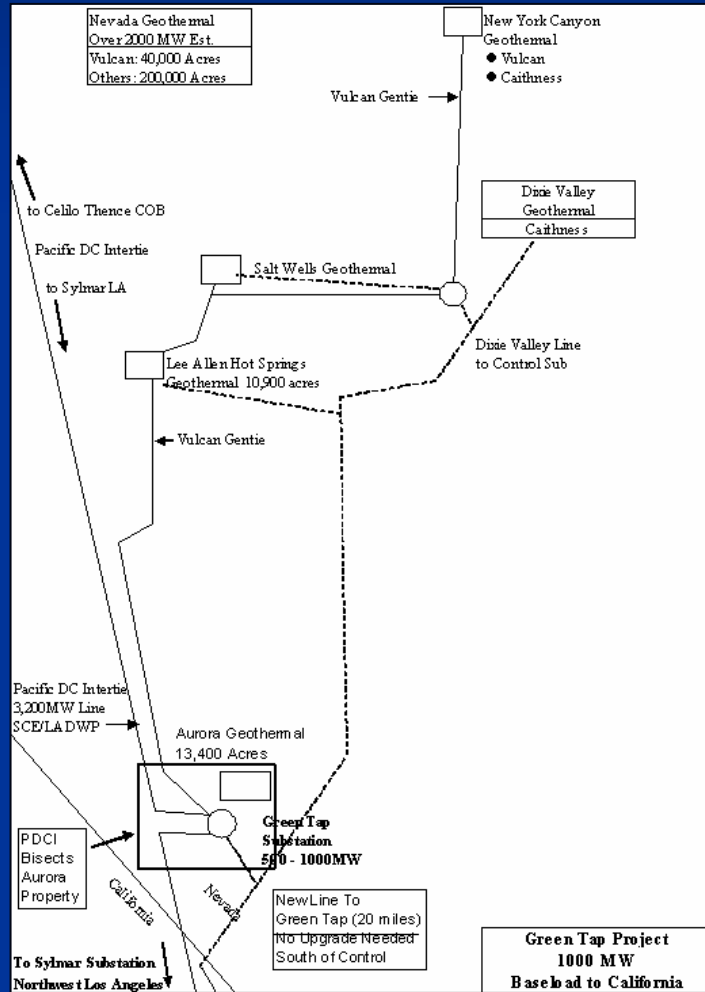 Nevada Geothermal
Over 2000 MW Est.
Vulcan: 40,000 Acres
Others: 200,000 Acres
New York Canyon
Geothermal
● Vulcan
● Caithness
Vulcan Gentie
to Celilo Thence COB
Dixie Valley
Geothermal
Caithness
Pacific DC Intertie
to Sylmar LA
Salt Wells Geothermal
Dixie Valley Line
to Control Sub
Lee Allen Hot Springs
Geothermal 10,900 acres
Vulcan Gentie
Pacific DC Intertie
3,200MW Line
SCE/LADWP
Aurora Geothermal
13,400 Acres
Green Tap
Substation
500 - 1000MW
PDCI
Bisects
Aurora
Property
California
Nevada
New Line To
Green Tap (20 miles)
No Upgrade Needed
South of Control
To Sylmar Substation
Northwest Los Angeles
Green Tap Project
1000 MW
Baseload to California